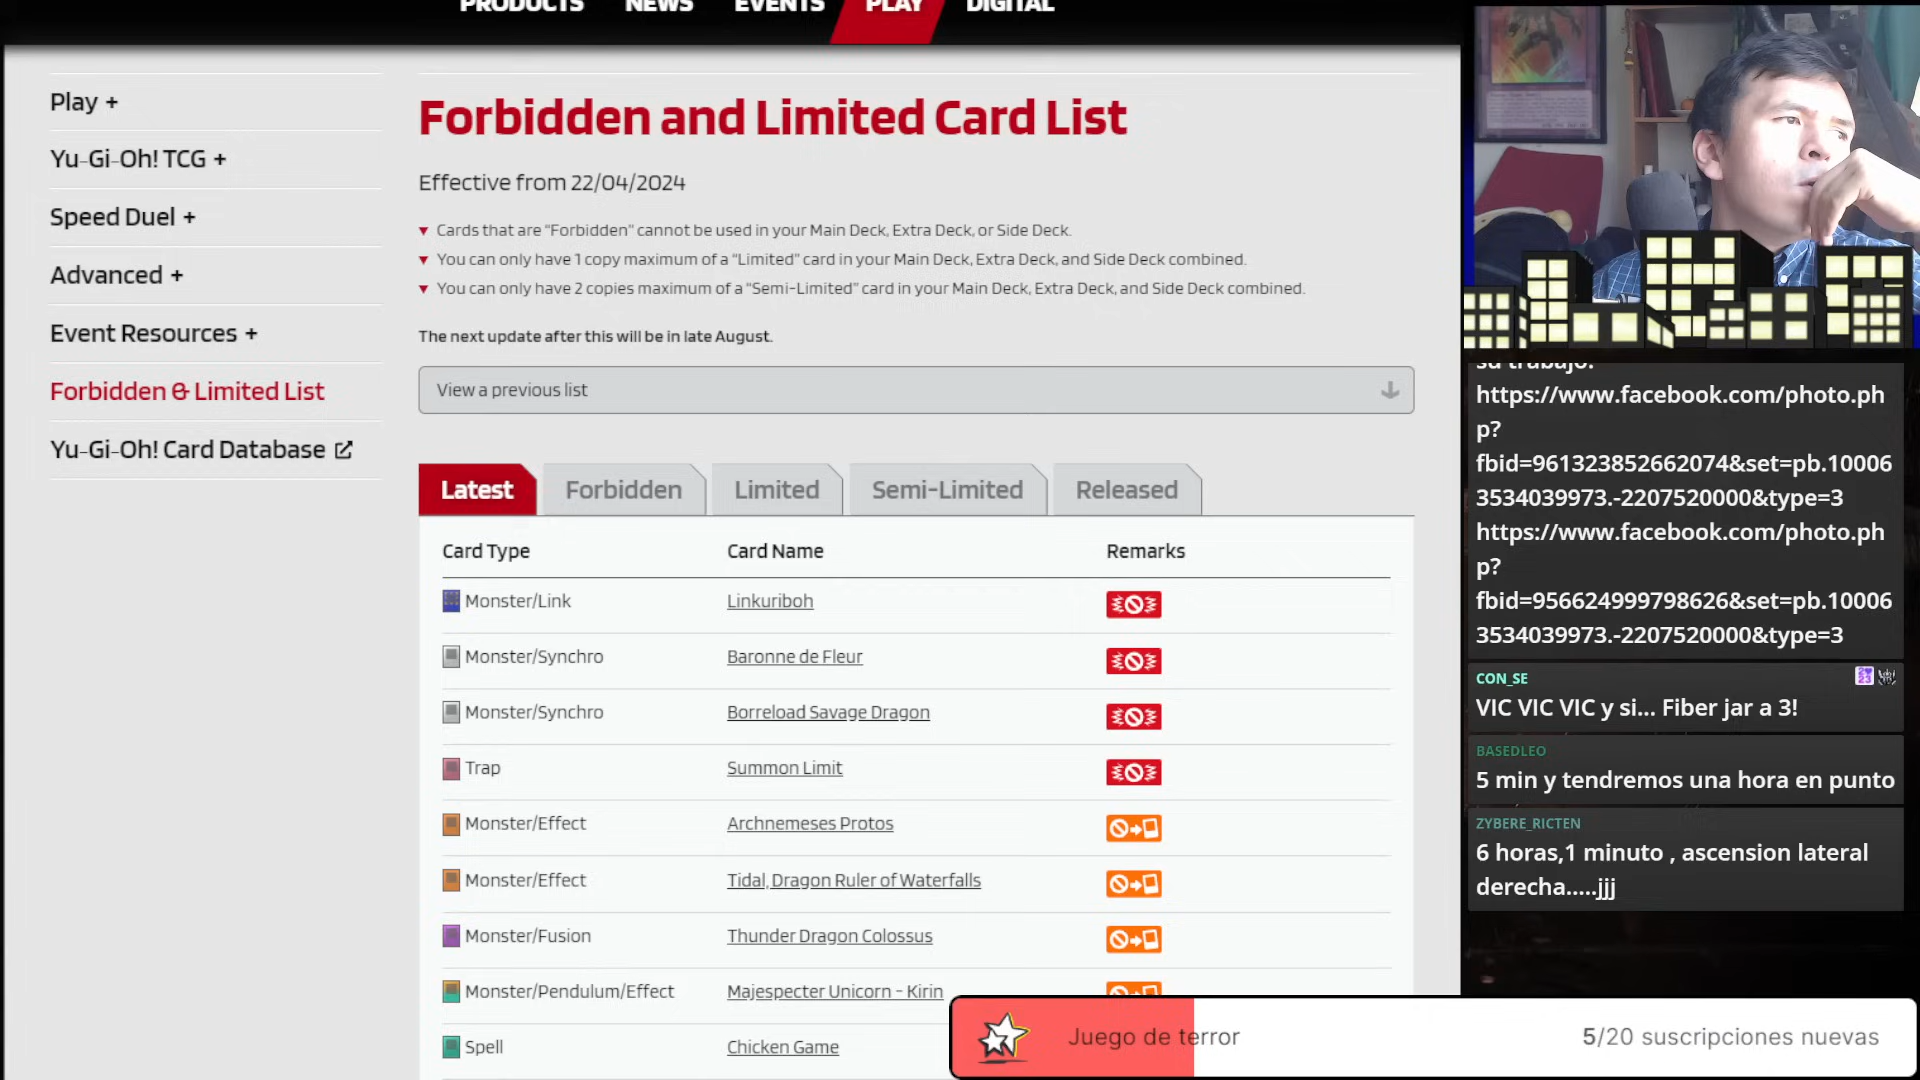 PRODUCTS NEWS EVENTS PLAY DIGITAL
Play +
Yu-Gi-Oh! TCG +
Speed Duel +
Advanced +
Event Resources +
Forbidden & Limited List
Yu-Gi-Oh! Card Database
Forbidden and Limited Card List
Effective from 22/04/2024
Cards that are "Forbidden" cannot be used in your Main Deck, Extra Deck, or Side Deck.
You can only have 1 copy maximum of a "Limited" card in your Main Deck, Extra Deck, and Side Deck combined.
You can only have 2 copies maximum of a "Semi-Limited" card in your Main Deck, Extra Deck, and Side Deck combined.
The next update after this will be in late August.
View a previous list
Latest Forbidden Limited Semi-Limited Released
Card Type Card Name Remarks
Monster/Link Linkuriboh
Monster/Synchro Baronne de Fleur
Monster/Synchro Borreload Savage Dragon
Trap Summon Limit
Monster/Effect Archnemeses Protos
Monster/Effect Tidal, Dragon Ruler of Waterfalls
Monster/Fusion Thunder Dragon Colossus
Monster/Pendulum/Effect Majespecter Unicorn - Kirin
Spell Chicken Game
su trabajo.
https://www.facebook.com/photo.ph
p?
fbid=961323852662074&set=pb.10006
3534039973.-2207520000&type=3
https://www.facebook.com/photo.ph
p?
fbid=956624999798626&set=pb.10006
3534039973.-2207520000&type=3
CON_SE
VIC VIC VIC y si... Fiber jar a 3!
BASEDLEO
5 min y tendremos una hora en punto
ZYBERE_RICTEN
6 horas,1 minuto , ascension lateral
derecha.....jjj
Juego de terror 5/20 suscripciones nuevas